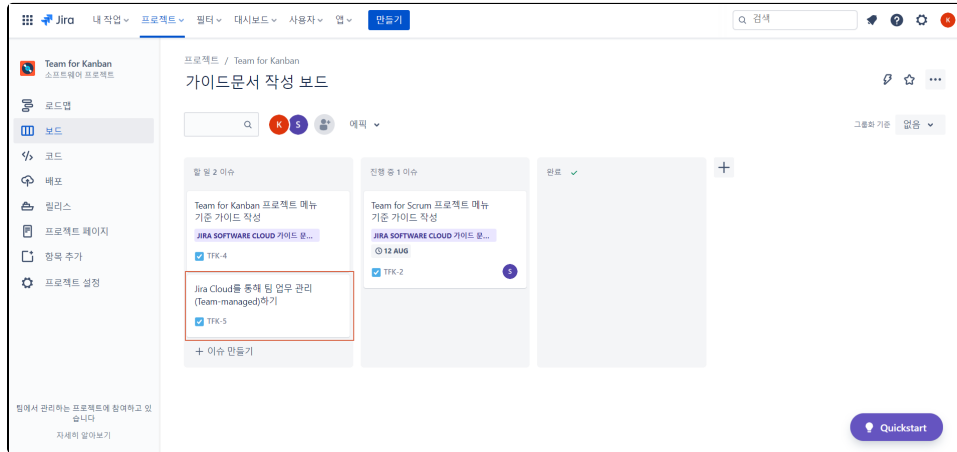 Jira
내 작업
프로젝트
필터
대시보드
사용자
앱
만들기
검색
K
Team for Kanban
소프트웨어 프로젝트
로드맵
보드
코드
배포
릴리스
프로젝트 페이지
항목 추가
프로젝트 설정
팀에서 관리하는 프로젝트에 참여하고 있
습니다
자세히 알아보기
프로젝트 / Team for Kanban
가이드문서 작성 보드
K
S
에픽
그룹화 기준
없음
할 일 2 이슈
Team for Kanban 프로젝트 메뉴
기준 가이드 작성
JIRA SOFTWARE CLOUD 가이드 문...
TFK-4
Jira Cloud를 통해 팀 업무 관리
(Team-managed)하기
TFK-5
+ 이슈 만들기
진행 중 1 이슈
Team for Scrum 프로젝트 메뉴
기준 가이드 작성
JIRA SOFTWARE CLOUD 가이드 문...
12 AUG
TFK-2
S
완료
Quickstart